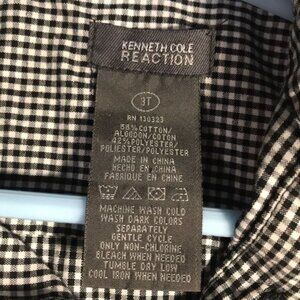 KENNETH COLE
REACTION
3T
RN 130323
58% COTTON/
ALGODON/COTON
42% POLYESTER/
POLIESTER/POLYESTER
MADE IN CHINA
HECHO EN CHINA
FABRIQUE EN CHINE
MACHINE WASH COLD
WASH DARK COLORS
SEPARATELY
GENTLE CYCLE
ONLY NON-CHLORINE
BLEACH WHEN NEEDED
TUMBLE DRY LOW
COOL IRON WHEN NEEDED